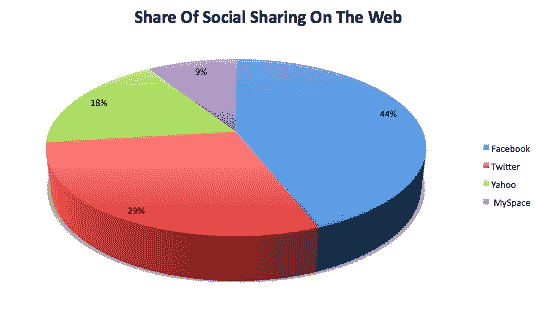 Share Of Social Sharing On The Web
9%
18%
44%
29%
Facebook
Twitter
Yahoo
MySpace